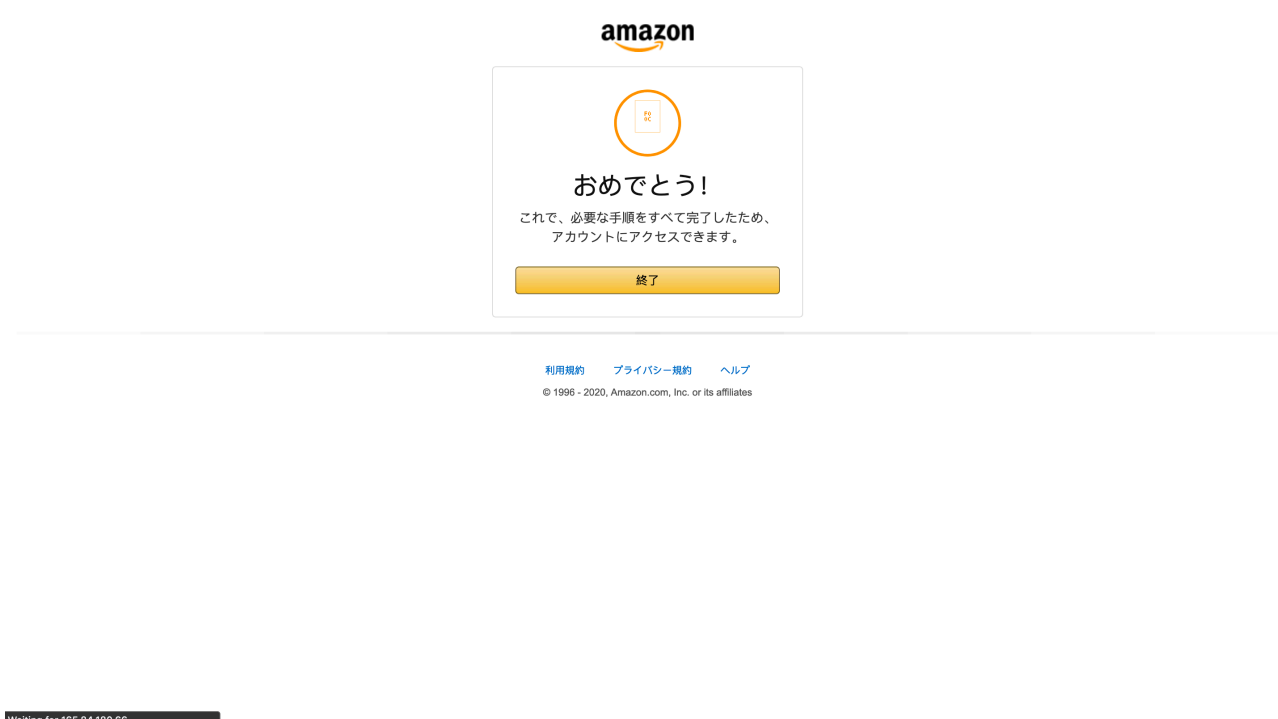 amazon
F0
0C
おめでとう!
これで、必要な手順をすべて完了したため、
アカウントにアクセスできます。
終了
利用規約 プライバシー規約 ヘルプ
© 1996 - 2020, Amazon.com, Inc. or its affiliates